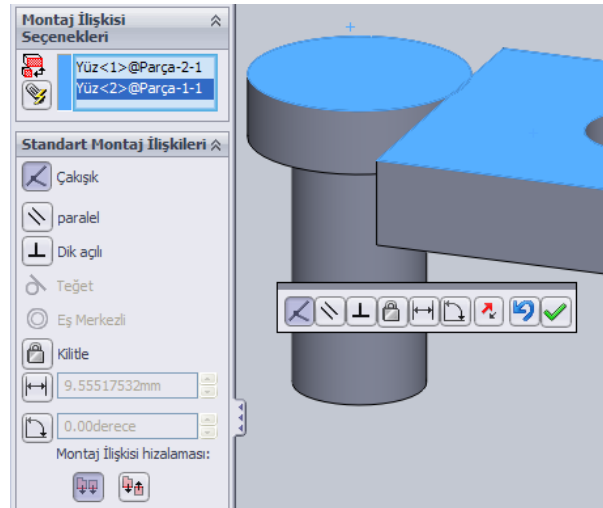 Montaj İlişkisi
Seçenekleri
Yüz<1>@Parça-2-1
Yüz<2>@Parça-1-1
Standart Montaj İlişkileri
Çakışık
paralel
Dik açılı
Teğet
Eş Merkezli
Kilitle
9.55517532mm
0.00derece
Montaj İlişkisi hizalaması: